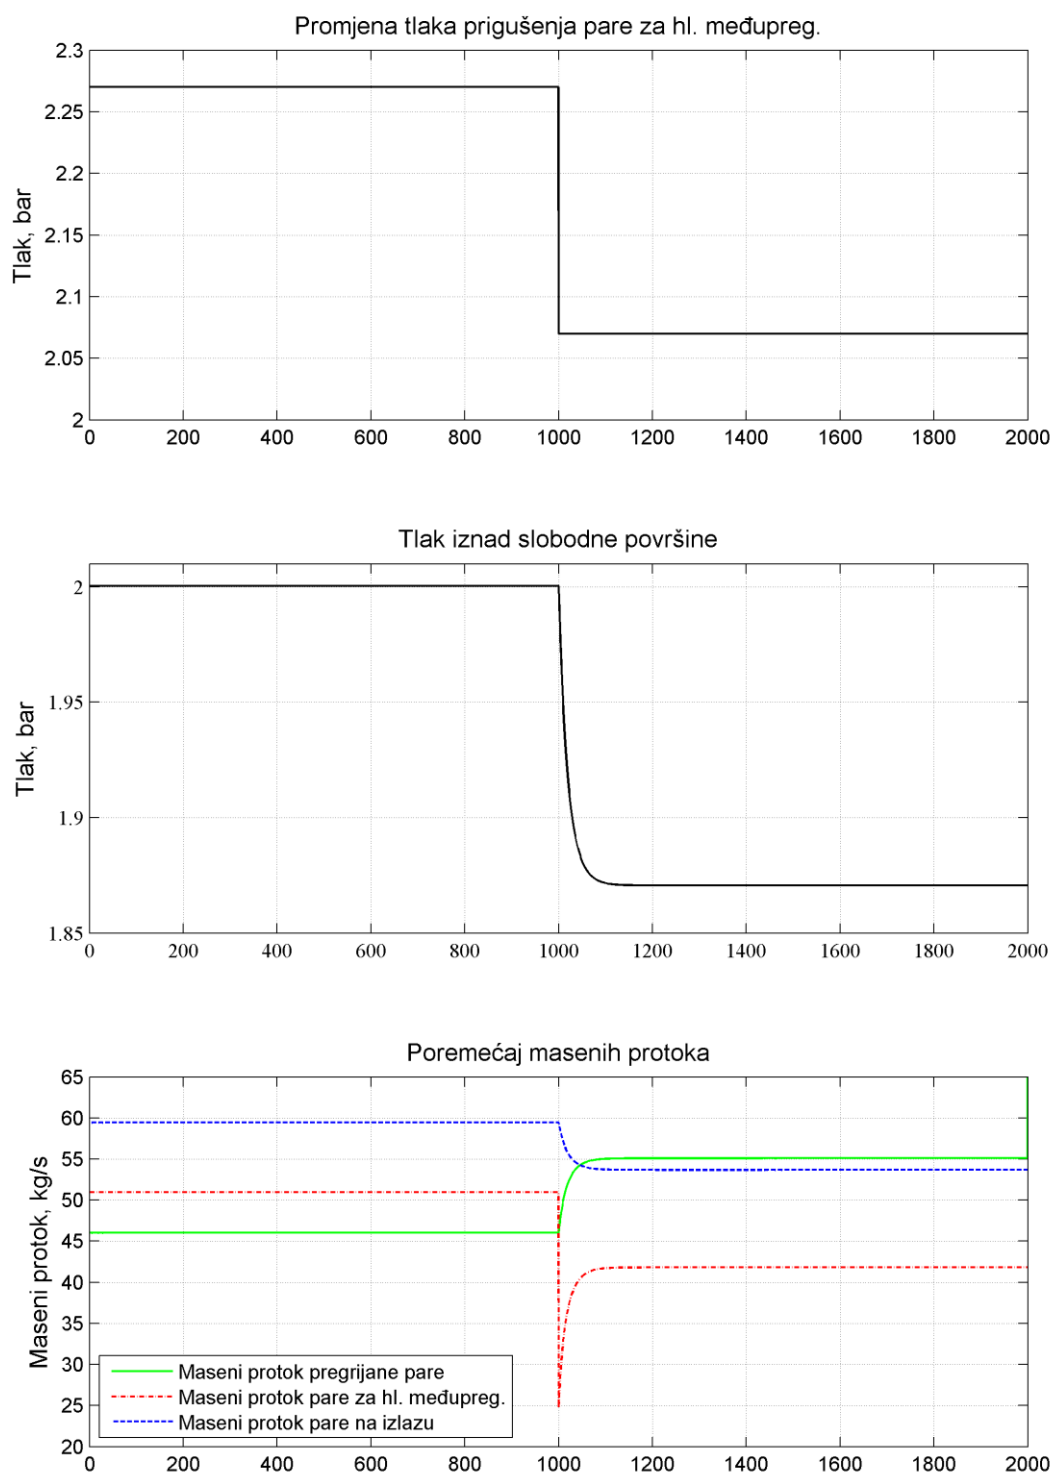 Promjena tlaka prigušenja pare za hl. međupreg.
2.3
2.25
2.2
2.15
2.1
2.05
2
Tlak, bar
0 200 400 600 800 1000 1200 1400 1600 1800 2000
Tlak iznad slobodne površine
2
1.95
1.9
1.85
Tlak, bar
0 200 400 600 800 1000 1200 1400 1600 1800 2000
Poremećaj masenih protoka
65
60
55
50
45
40
35
30
25
20
Maseni protok, kg/s
Maseni protok pregrijane pare
Maseni protok pare za hl. međupreg.
Maseni protok pare na izlazu
0 200 400 600 800 1000 1200 1400 1600 1800 2000